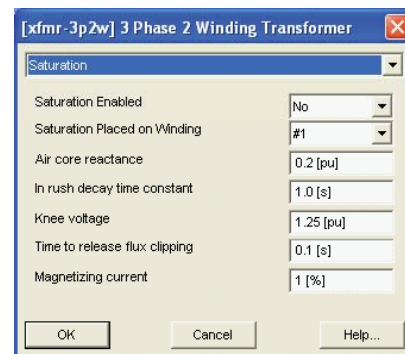 [xfmr-3p2w] 3 Phase 2 Winding Transformer
Saturation
Saturation Enabled No
Saturation Placed on Winding #1
Air core reactance 0.2 [pu]
In rush decay time constant 1.0 [s]
Knee voltage 1.25 [pu]
Time to release flux clipping 0.1 [s]
Magnetizing current 1 [%]
OK Cancel Help...